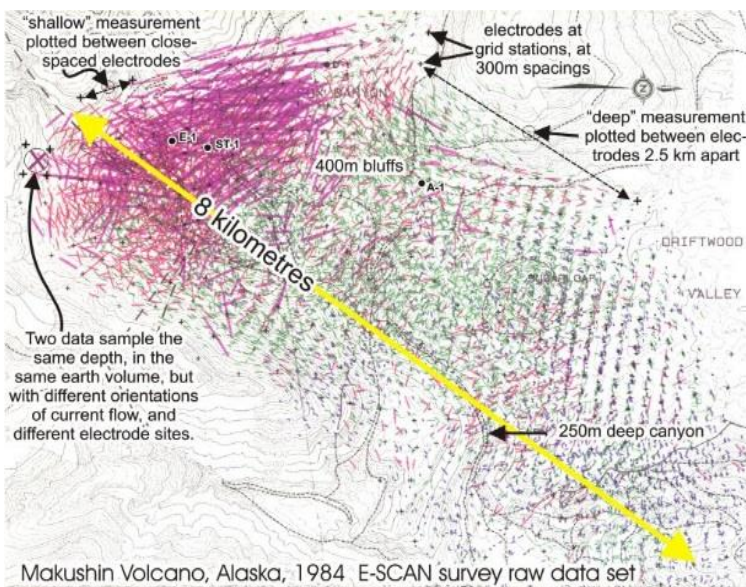 "shallow" measurement
plotted between close-
spaced electrodes
electrodes at
grid stations, at
300m spacings
Z
"deep" measurement
plotted between elec-
trodes 2.5 km apart
E-1
ST-1
400m bluffs
A-1
8 kilometres
DRIFTWOOD
VALLEY
Two data sample the
same depth, in the
same earth volume, but
with different orientations
of current flow, and
different electrode sites.
250m deep canyon
Makushin Volcano, Alaska, 1984 E-SCAN survey raw data set